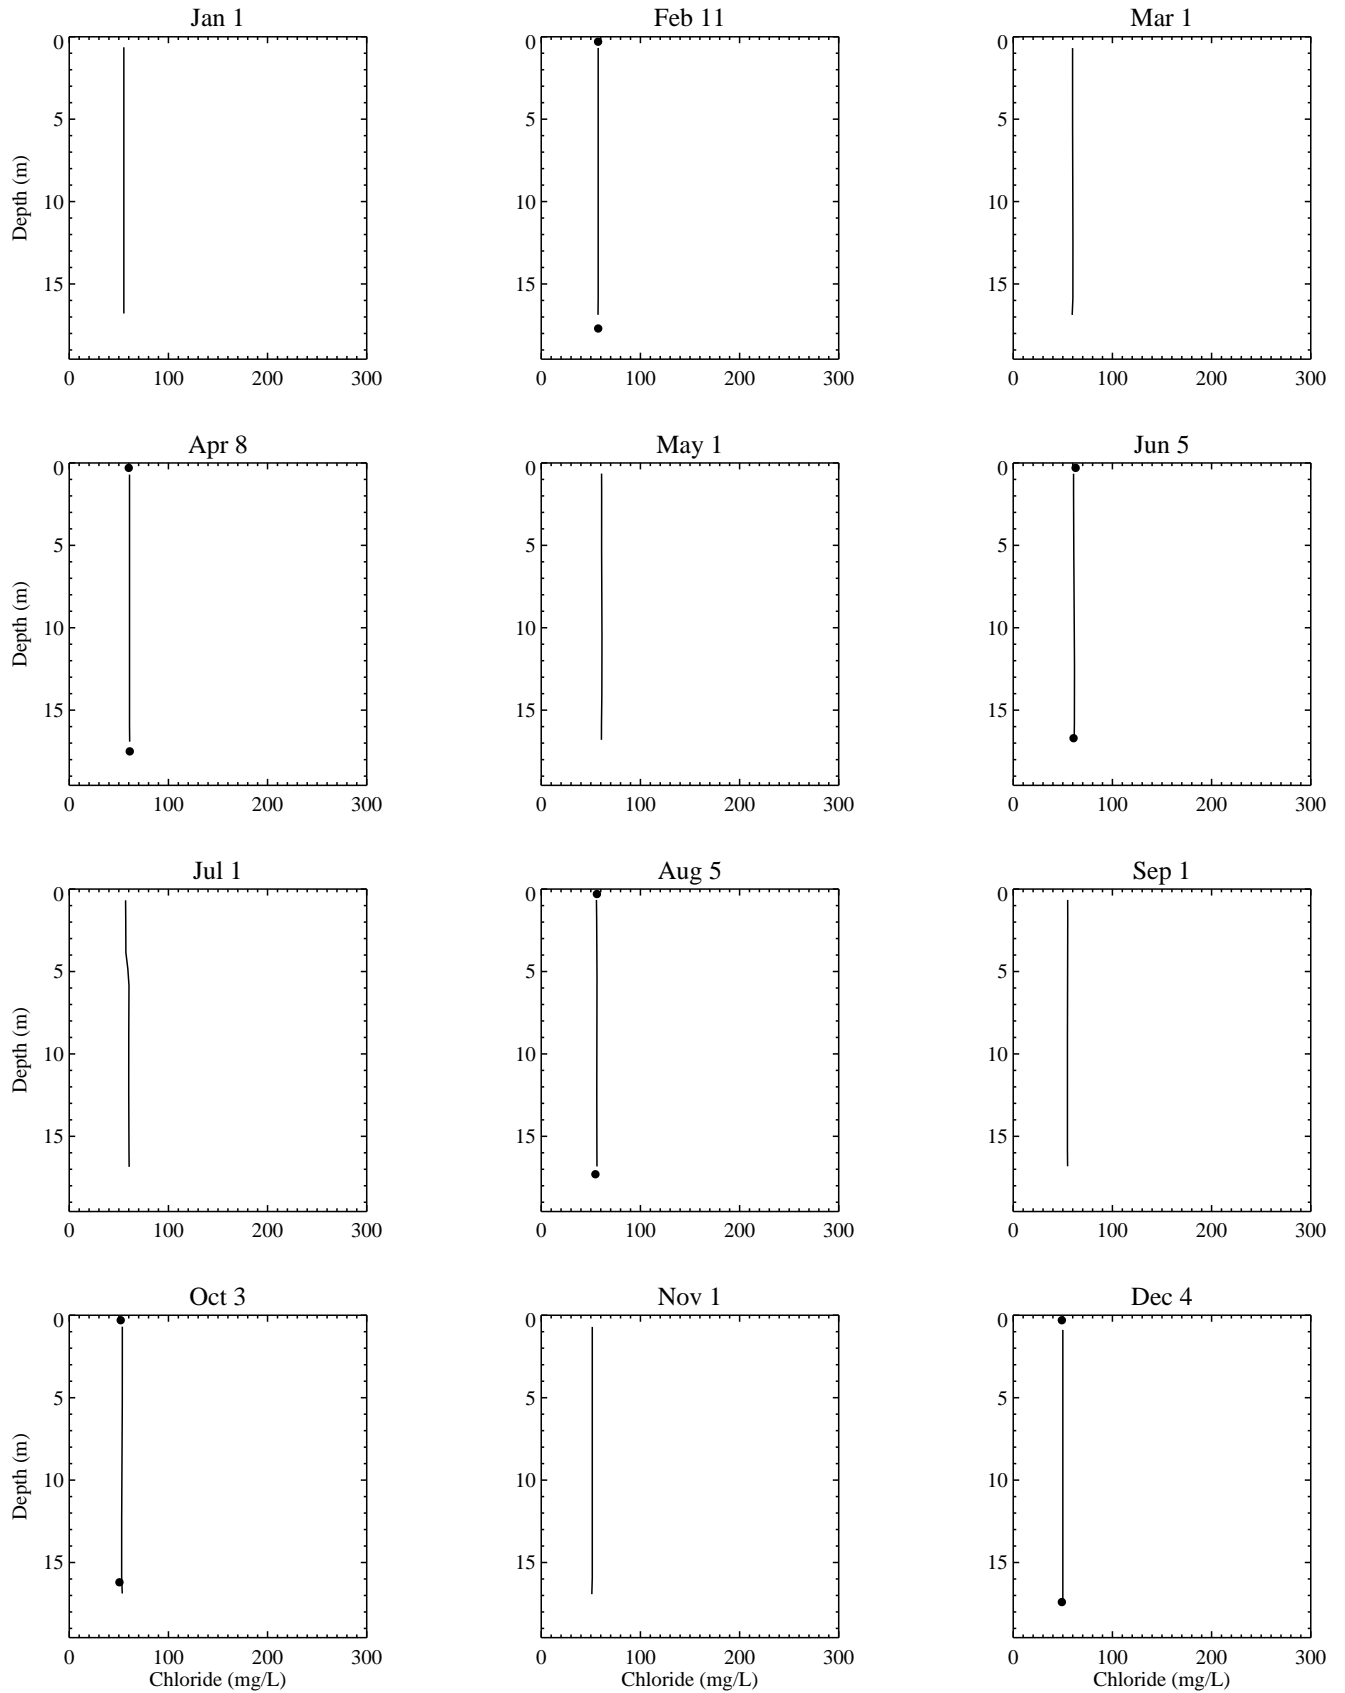 Jan 1 Feb 11 Mar 1
0 0 0
5 5 5
10 10 10
15 15 15
Depth (m)
0 100 200 300 0 100 200 300 0 100 200 300
Apr 8 May 1 Jun 5
0 0 0
5 5 5
10 10 10
15 15 15
Depth (m)
0 100 200 300 0 100 200 300 0 100 200 300
Jul 1 Aug 5 Sep 1
0 0 0
5 5 5
10 10 10
15 15 15
Depth (m)
0 100 200 300 0 100 200 300 0 100 200 300
Oct 3 Nov 1 Dec 4
0 0 0
5 5 5
10 10 10
15 15 15
Depth (m)
0 100 200 300 0 100 200 300 0 100 200 300
Chloride (mg/L) Chloride (mg/L) Chloride (mg/L)